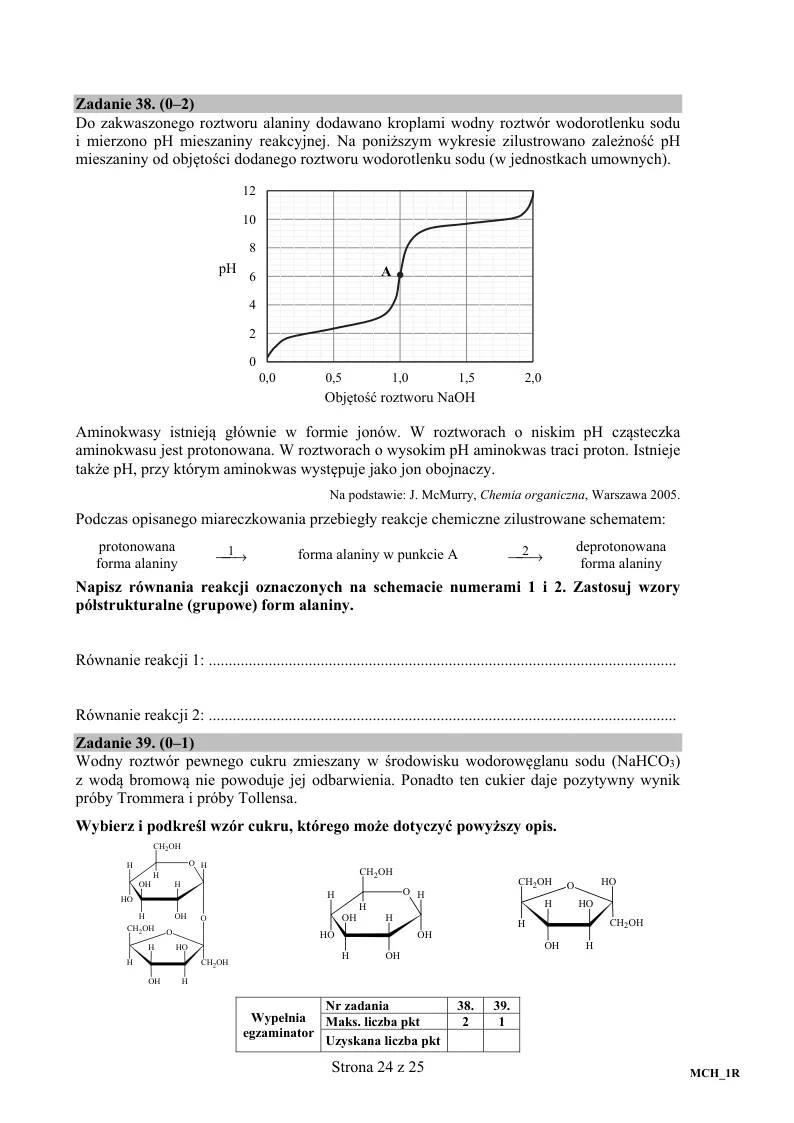 Zadanie 38. (0–2)
Do zakwaszonego roztworu alaniny dodawano kroplami wodny roztwór wodorotlenku sodu
i mierzono pH mieszaniny reakcyjnej. Na poniższym wykresie zilustrowano zależność pH
mieszaniny od objętości dodanego roztworu wodorotlenku sodu (w jednostkach umownych).
12
10
8
A
pH
6
4
2
0
0,0 0,5 1,0 1,5 2,0
Objętość roztworu NaOH
Aminokwasy istnieją głównie w formie jonów. W roztworach o niskim pH cząsteczka
aminokwasu jest protonowana. W roztworach o wysokim pH aminokwas traci proton. Istnieje
także pH, przy którym aminokwas występuje jako jon obojnaczy.
Na podstawie: J. McMurry, Chemia organiczna, Warszawa 2005.
Podczas opisanego miareczkowania przebiegły reakcje chemiczne zilustrowane schematem:
protonowana
forma alaniny
1
forma alaniny w punkcie A
2
deprotonowana
forma alaniny
Napisz równania reakcji oznaczonych na schemacie numerami 1 i 2. Zastosuj wzory
półstrukturalne (grupowe) form alaniny.
Równanie reakcji 1: ....................................................................................................................
Równanie reakcji 2: ....................................................................................................................
Zadanie 39. (0–1)
Wodny roztwór pewnego cukru zmieszany w środowisku wodorowęglanu sodu (NaHCO₃)
z wodą bromową nie powoduje jej odbarwienia. Ponadto ten cukier daje pozytywny wynik
próby Trommera i próby Tollensa.
Wybierz i podkreśl wzór cukru, którego może dotyczyć powyższy opis.
CH₂OH
H O H
H
OH H
HO
H OH O
CH₂OH O
H HO
H CH₂OH
OH H
CH₂OH
H O H
H
OH H
HO OH
H OH
CH₂OH O HO
H HO
H CH₂OH
OH H
Wypełnia
egzaminator
Nr zadania 38. 39.
Maks. liczba pkt 2 1
Uzyskana liczba pkt
Strona 24 z 25
MCH_1R